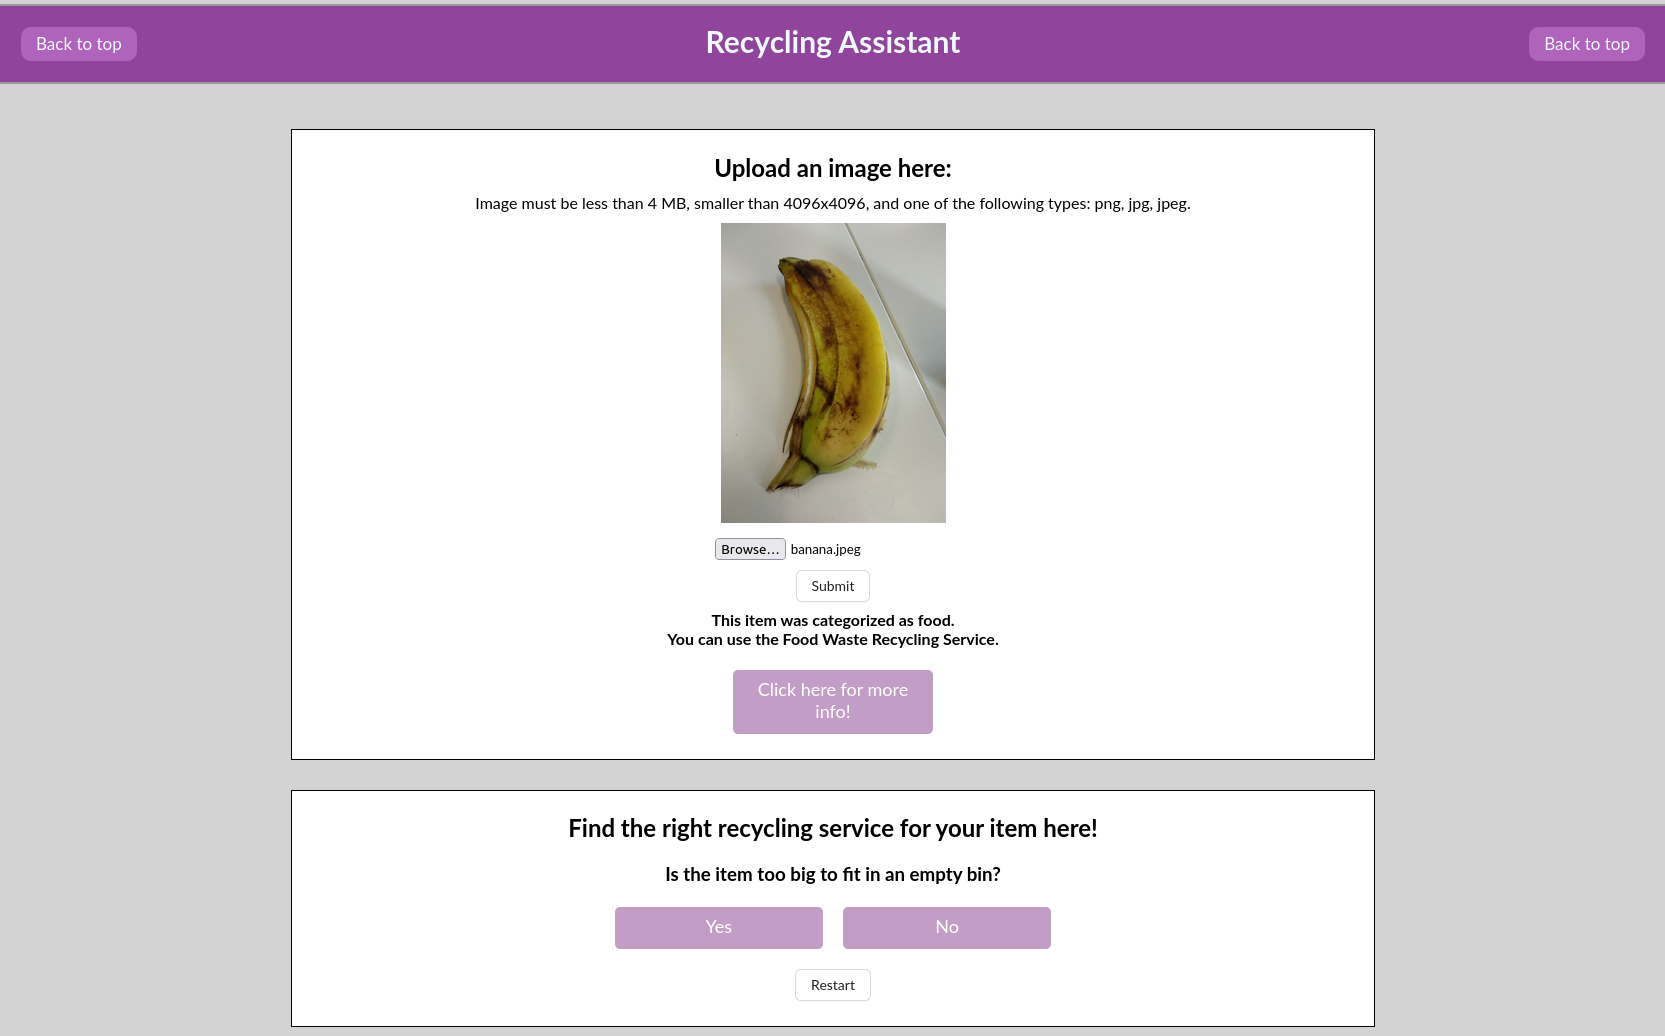 Back to top
Recycling Assistant
Back to top
Upload an image here:
Image must be less than 4 MB, smaller than 4096x4096, and one of the following types: png, jpg, jpeg.
Browse... banana.jpeg
Submit
This item was categorized as food.
You can use the Food Waste Recycling Service.
Click here for more
info!
Find the right recycling service for your item here!
Is the item too big to fit in an empty bin?
Yes
No
Restart